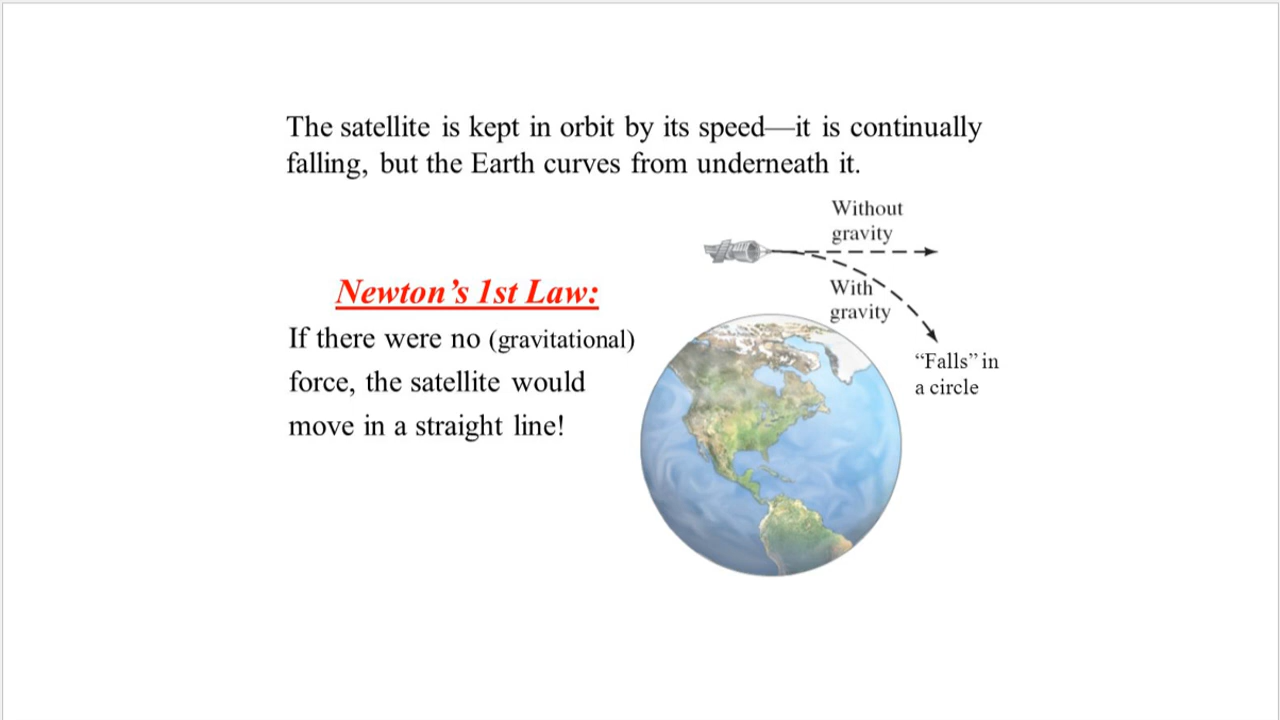 The satellite is kept in orbit by its speed—it is continually
falling, but the Earth curves from underneath it.
Without
gravity
Newton’s 1st Law:
If there were no (gravitational)
force, the satellite would
move in a straight line!
With
gravity
“Falls” in
a circle